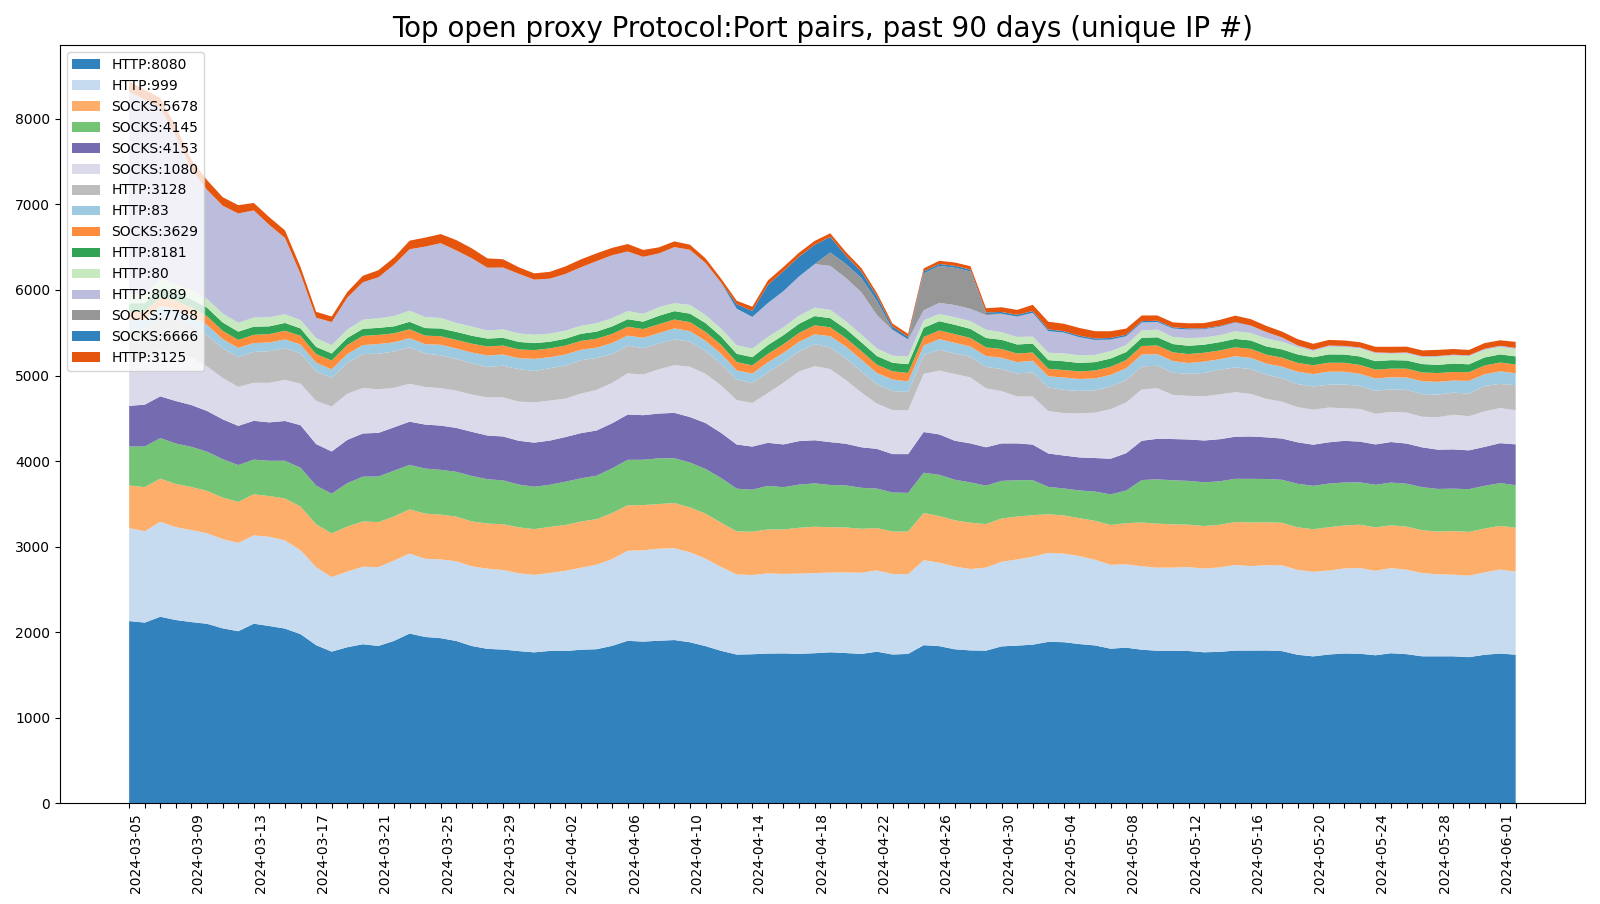 Top open proxy Protocol:Port pairs, past 90 days (unique IP #)
HTTP:8080
HTTP:999
SOCKS:5678
SOCKS:4145
SOCKS:4153
SOCKS:1080
HTTP:3128
HTTP:83
SOCKS:3629
HTTP:8181
HTTP:80
HTTP:8089
SOCKS:7788
SOCKS:6666
HTTP:3125
8000
7000
6000
5000
4000
3000
2000
1000
0
2024-03-05
2024-03-09
2024-03-13
2024-03-17
2024-03-21
2024-03-25
2024-03-29
2024-04-02
2024-04-06
2024-04-10
2024-04-14
2024-04-18
2024-04-22
2024-04-26
2024-04-30
2024-05-04
2024-05-08
2024-05-12
2024-05-16
2024-05-20
2024-05-24
2024-05-28
2024-06-01